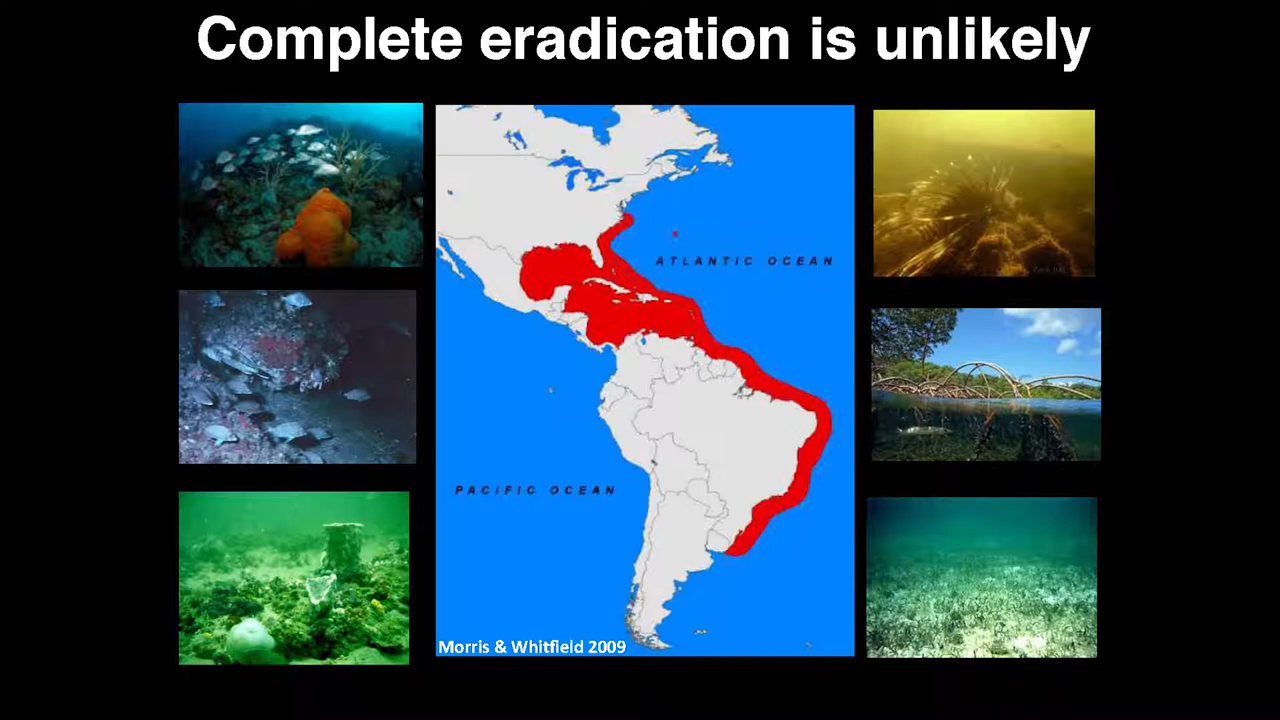 Complete eradication is unlikely
ATLANTIC OCEAN
PACIFIC OCEAN
Morris & Whitfield 2009